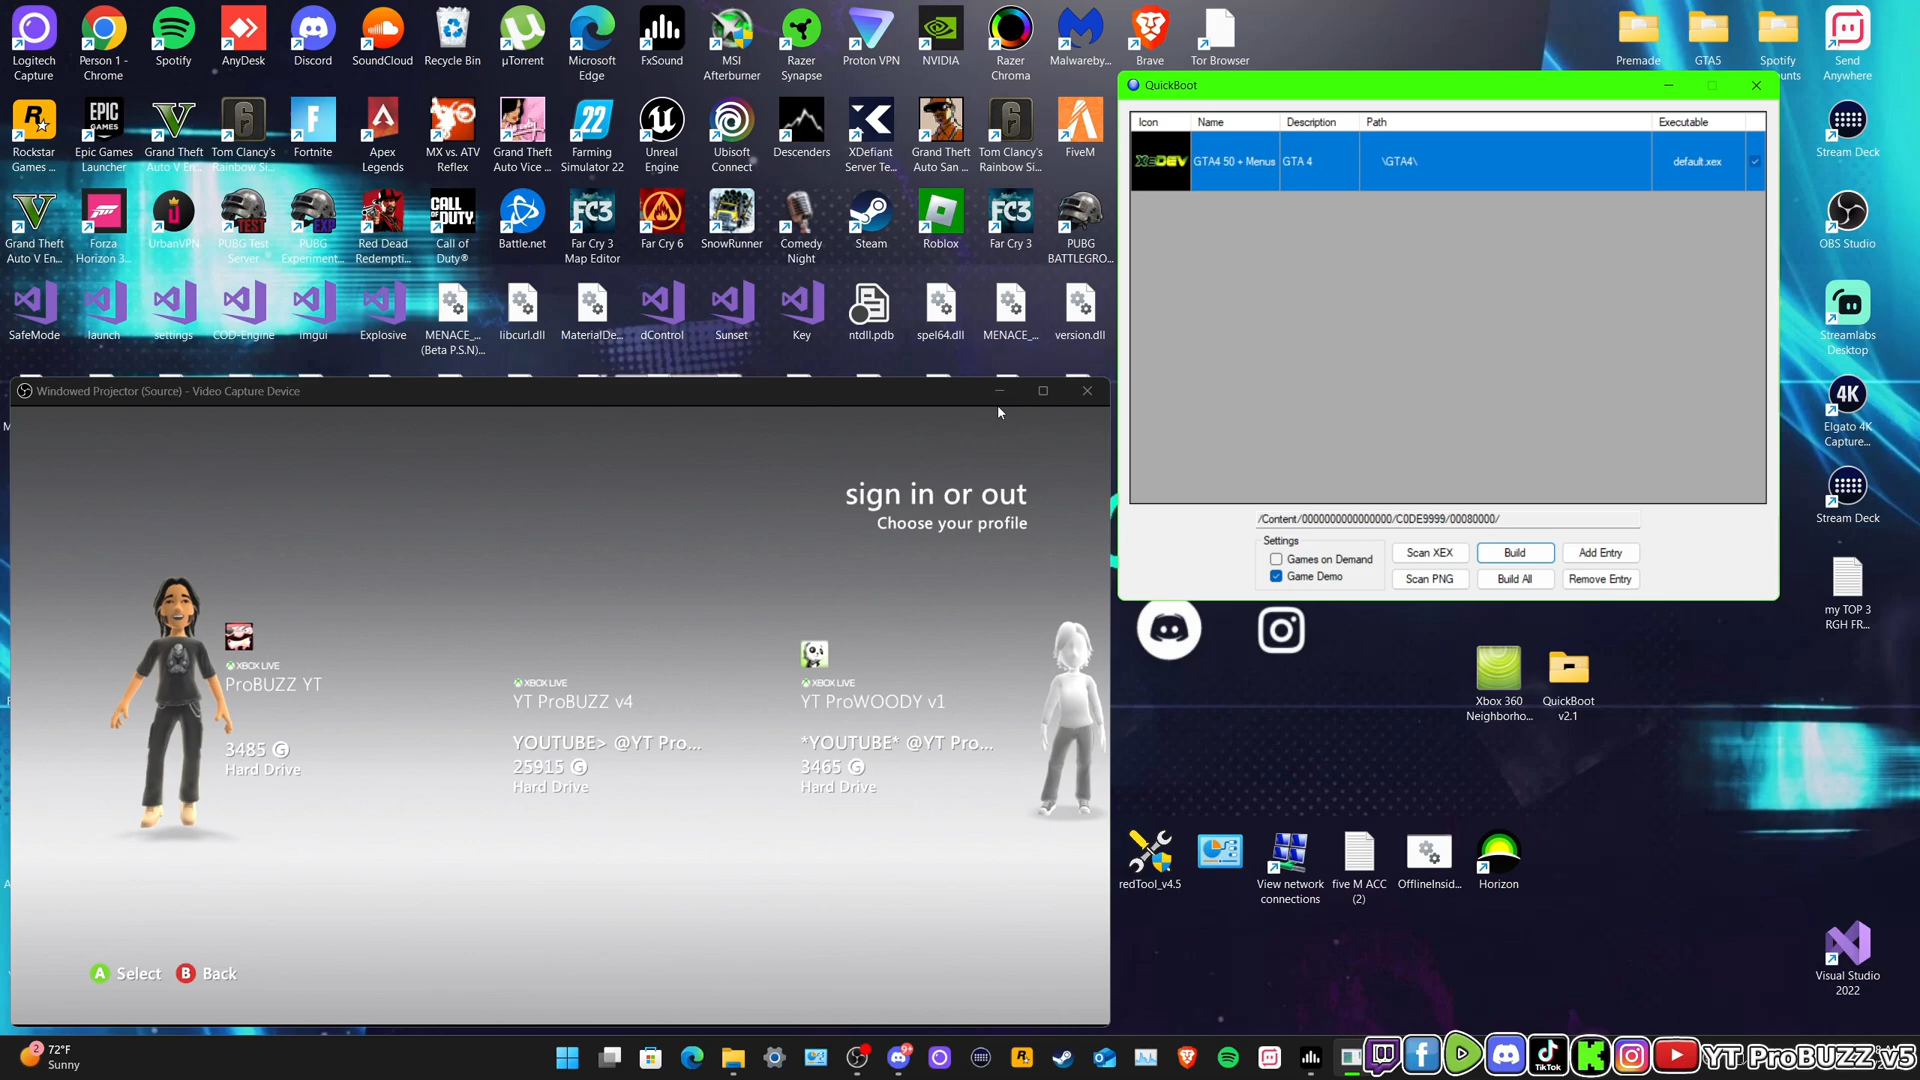 Logitech Capture
Person 1 - Chrome
Spotify
AnyDesk
Discord
SoundCloud
Recycle Bin
µTorrent
Microsoft Edge
FxSound
MSI Afterburner
Razer Synapse
Proton VPN
NVIDIA
Razer Chroma
Malwareby...
Brave
Tor Browser
Premade
GTA5
Spotify
Send Anywhere
Rockstar Games ...
Epic Games Launcher
Grand Theft Auto V En...
Tom Clancy's Rainbow Si...
Fortnite
Apex Legends
MX vs. ATV Reflex
Grand Theft Auto Vice ...
Farming Simulator 22
Unreal Engine
Ubisoft Connect
Descenders
XDefiant Server Te...
Grand Theft Auto San ...
Tom Clancy's Rainbow Si...
FiveM
Stream Deck
Grand Theft Auto V En...
Forza Horizon 3...
UrbanVPN
PUBG Test Server
PUBG Experiment...
Red Dead Redempti...
Call of Duty®
Battle.net
Far Cry 3 Map Editor
Far Cry 6
SnowRunner
Comedy Night
Steam
Roblox
Far Cry 3
PUBG BATTLEGRO...
OBS Studio
SafeMode
launch
settings
COD-Engine
imgui
Explosive
MENACE_... (Beta P.S.N)...
libcurl.dll
MaterialDe...
dControl
Sunset
Key
ntdll.pdb
spel64.dll
MENACE_...
version.dll
Streamlabs Desktop
Elgato 4K Capture...
Stream Deck
my TOP 3 RGH FR...
Visual Studio 2022
QuickBoot
Icon Name Description Path Executable
XeDEV GTA4 50 + Menus GTA 4 \GTA4\ default.xex
/Content/0000000000000000/C0DE9999/00080000/
Settings
Games on Demand
Game Demo
Scan XEX Build Add Entry
Scan PNG Build All Remove Entry
Windowed Projector (Source) - Video Capture Device
sign in or out
Choose your profile
XBOX LIVE
ProBUZZ YT
3485 G
Hard Drive
XBOX LIVE
YT ProBUZZ v4
YOUTUBE> @YT Pro...
25915 G
Hard Drive
XBOX LIVE
YT ProWOODY v1
*YOUTUBE* @YT Pro...
3465 G
Hard Drive
A Select B Back
Xbox 360 Neighborho...
QuickBoot v2.1
redTool_v4.5
View network connections
five M ACC (2)
OfflineInsid...
Horizon
72°F
Sunny
YT ProBUZZ v5